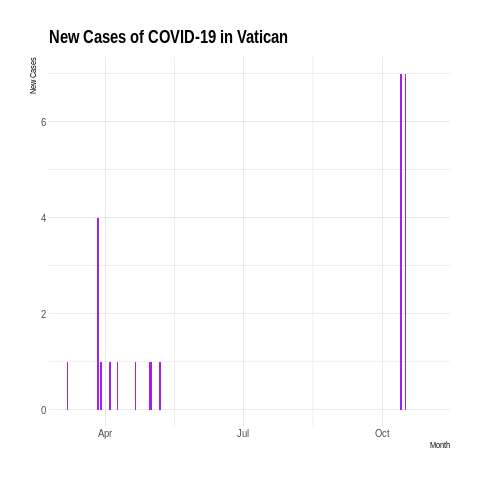 New Cases of COVID-19 in Vatican
New Cases
6
4
2
0
Apr Jul Oct
Month